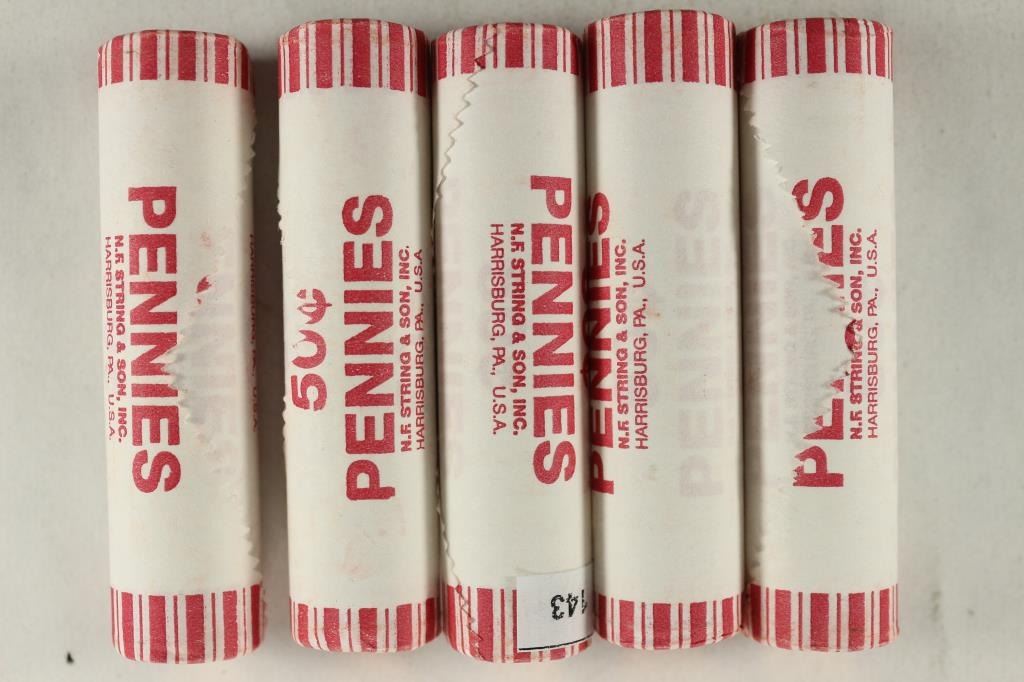 PENNIES
N.F. STRING & SON, INC.
HARRISBURG, PA., U.S.A.
50¢
PENNIES
N.F. STRING & SON, INC.
HARRISBURG, PA., U.S.A.
PENNIES
N.F. STRING & SON, INC.
HARRISBURG, PA., U.S.A.
143
PENNIES
N.F. STRING & SON, INC.
HARRISBURG, PA., U.S.A.
PENNIES
N.F. STRING & SON, INC.
HARRISBURG, PA., U.S.A.